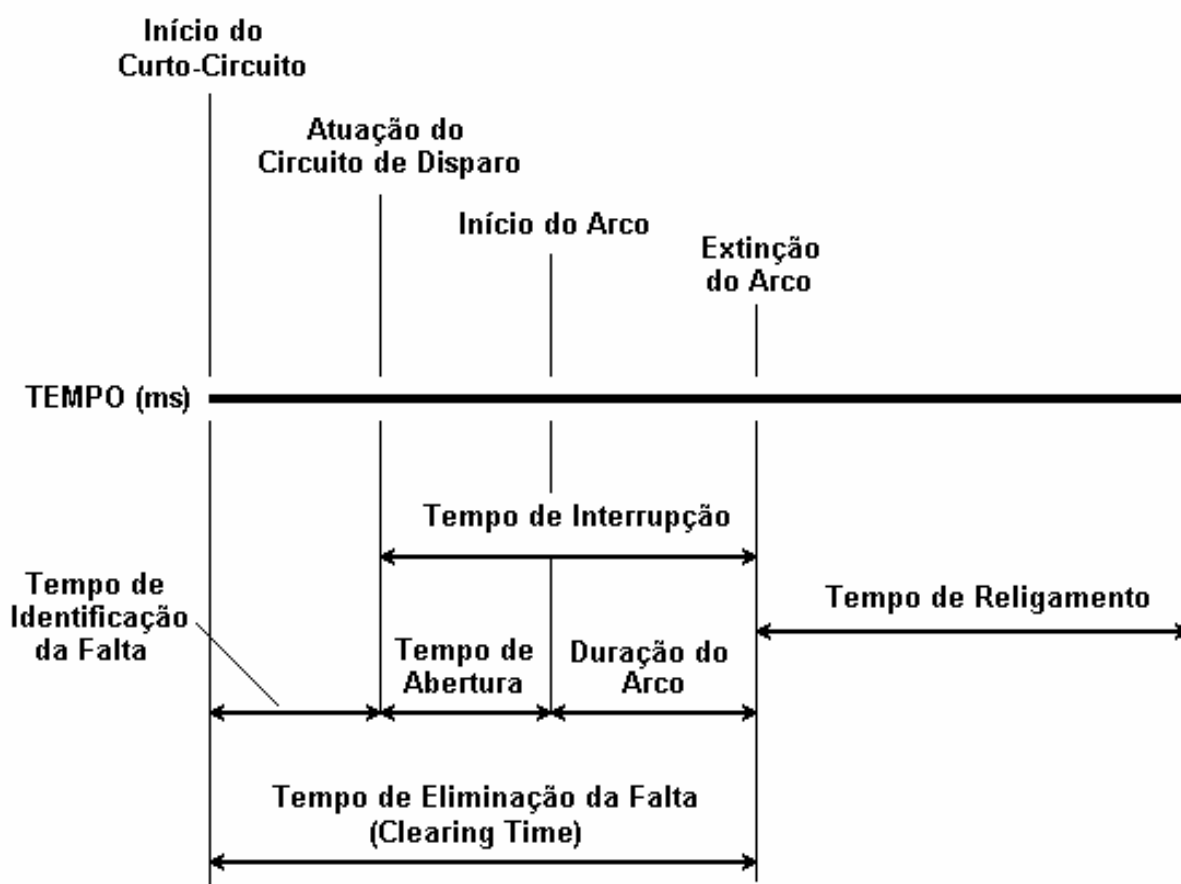 Início do
Curto-Circuito
Atuação do
Circuito de Disparo
Início do Arco
Extinção
do Arco
TEMPO (ms)
Tempo de Interrupção
Tempo de
Identificação
da Falta
Tempo de Religamento
Tempo de
Abertura
Duração do
Arco
Tempo de Eliminação da Falta
(Clearing Time)